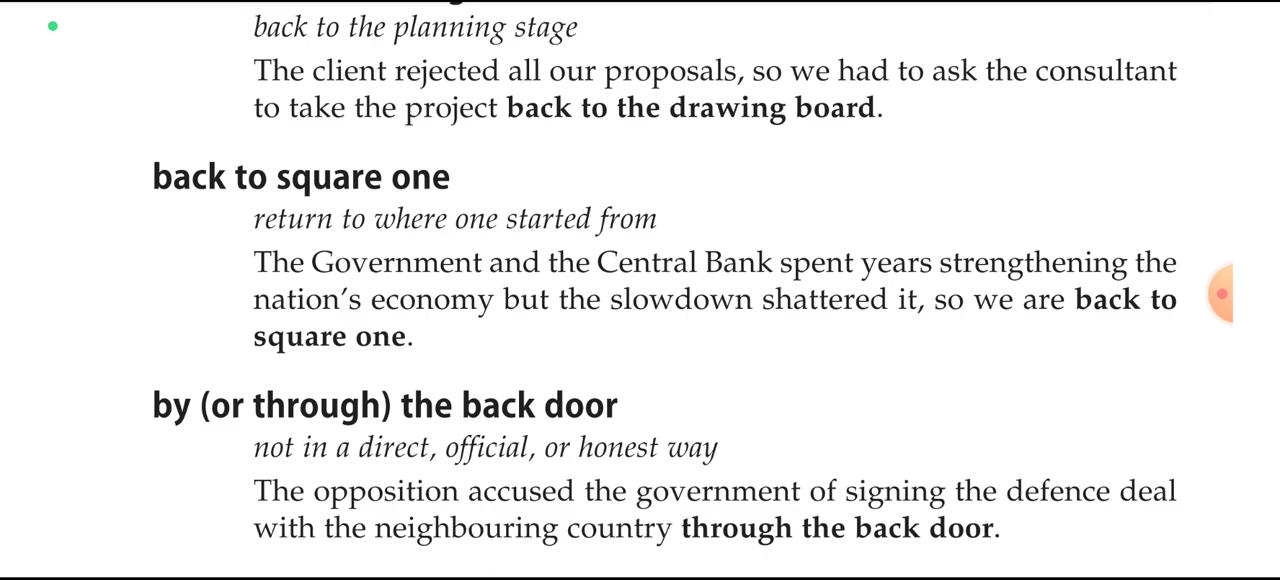 back to the planning stage
The client rejected all our proposals, so we had to ask the consultant
to take the project back to the drawing board.
back to square one
return to where one started from
The Government and the Central Bank spent years strengthening the
nation's economy but the slowdown shattered it, so we are back to
square one.
by (or through) the back door
not in a direct, official, or honest way
The opposition accused the government of signing the defence deal
with the neighbouring country through the back door.